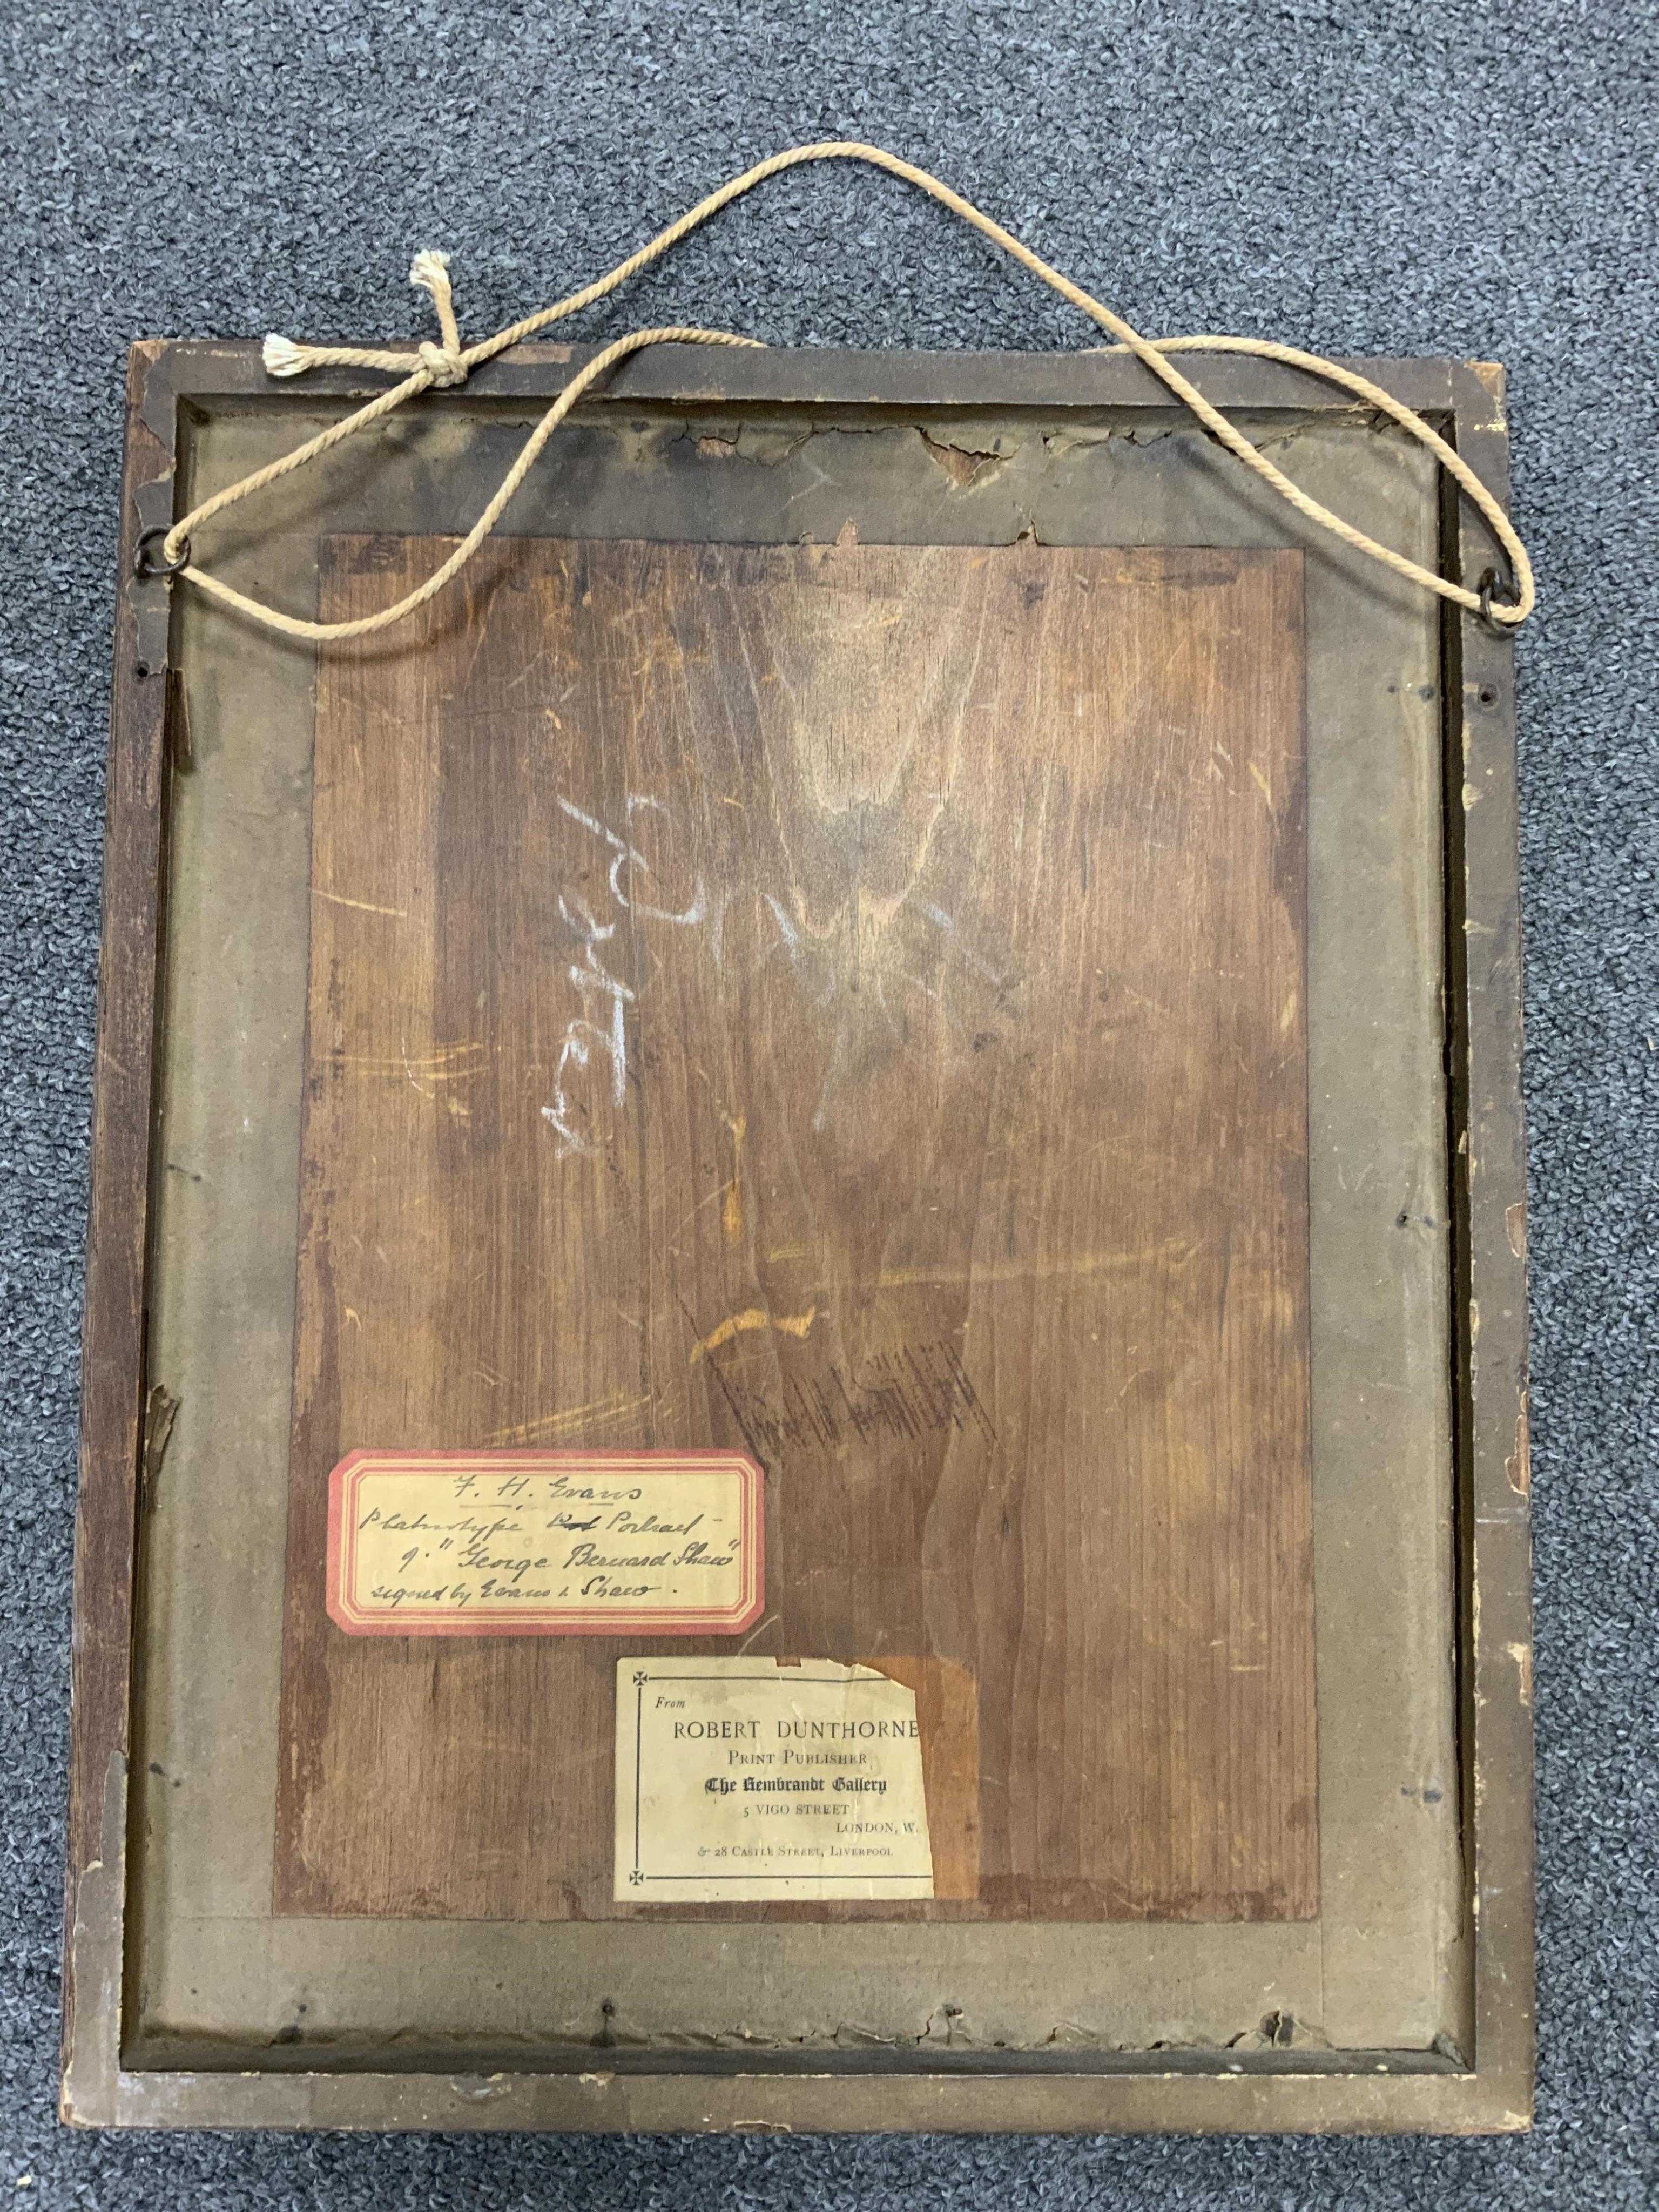 F. H. Evans
Platinotype Portrait
of "George Bernard Shaw"
signed by Evans & Shaw.
From
ROBERT DUNTHORNE
PRINT PUBLISHER
The Rembrandt Gallery
5 VIGO STREET
LONDON, W.
& 28 CASTLE STREET, LIVERPOOL